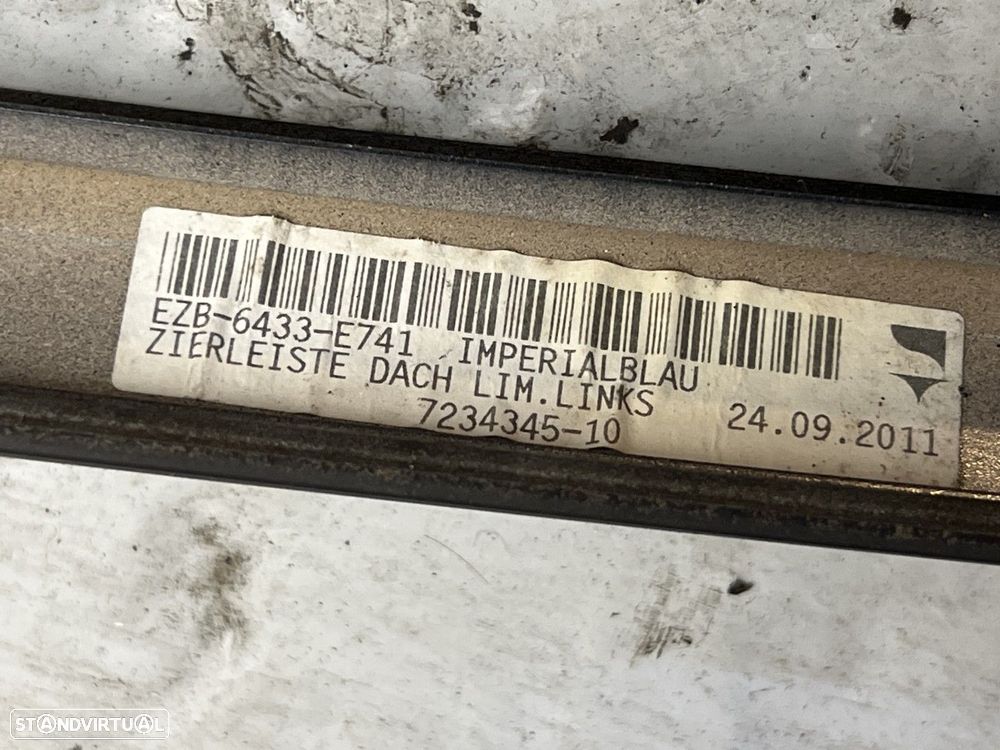 EZB-6433-E741 IMPERIALBLAU
ZIERLEISTE DACH LIM.LINKS
7234345-10 24.09.2011
STANDVIRTUAL